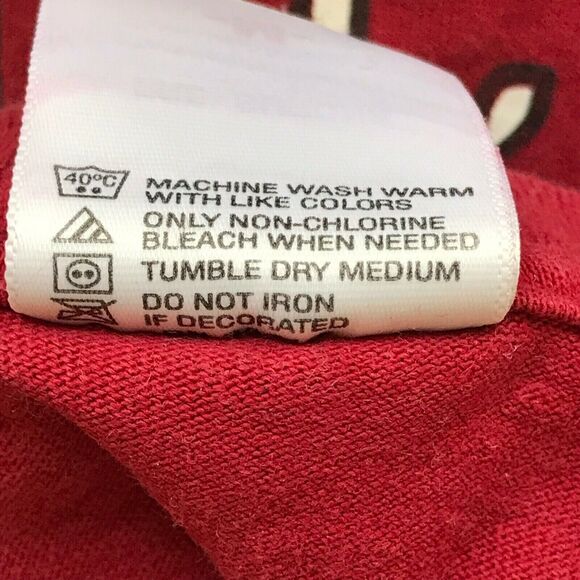 40°C
MACHINE WASH WARM
WITH LIKE COLORS
ONLY NON-CHLORINE
BLEACH WHEN NEEDED
TUMBLE DRY MEDIUM
DO NOT IRON
IF DECORATED